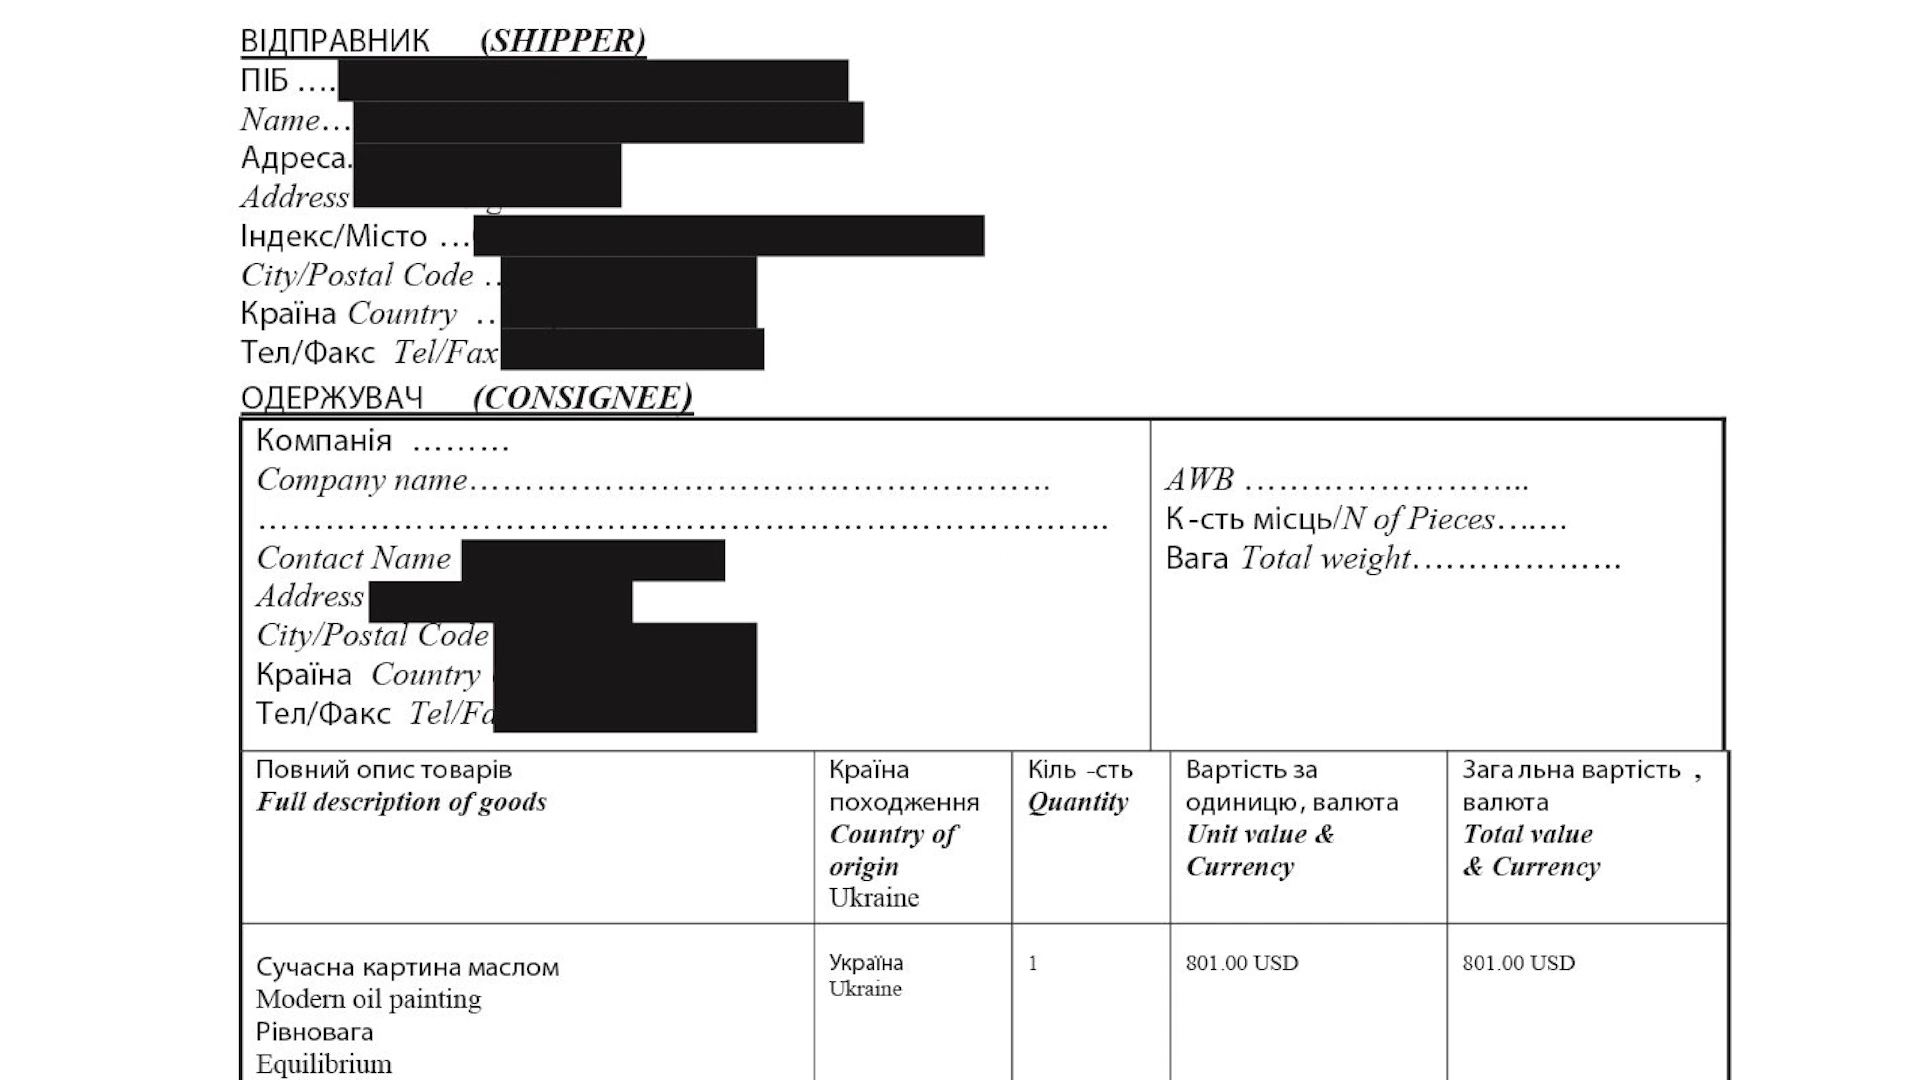 ВІДПРАВНИК (SHIPPER)
ПІБ ....
Name...
Адреса.
Address
Індекс/Місто ...
City/Postal Code ..
Країна Country ..
Тел/Факс Tel/Fax
ОДЕРЖУВАЧ (CONSIGNEE)
Компанія .........
Company name....................................................
............................................................................
Contact Name
Address
City/Postal Code
Країна Country
Тел/Факс Tel/Fa
AWB ..........................
К-сть місць/N of Pieces.......
Вага Total weight...................
Повний опис товарів
Full description of goods
Країна
походження
Country of
origin
Ukraine
Кіль -сть
Quantity
Вартість за
одиницю, валюта
Unit value &
Currency
Загальна вартість ,
валюта
Total value
& Currency
Сучасна картина маслом
Modern oil painting
Рівновага
Equilibrium
Україна
Ukraine
1
801.00 USD
801.00 USD